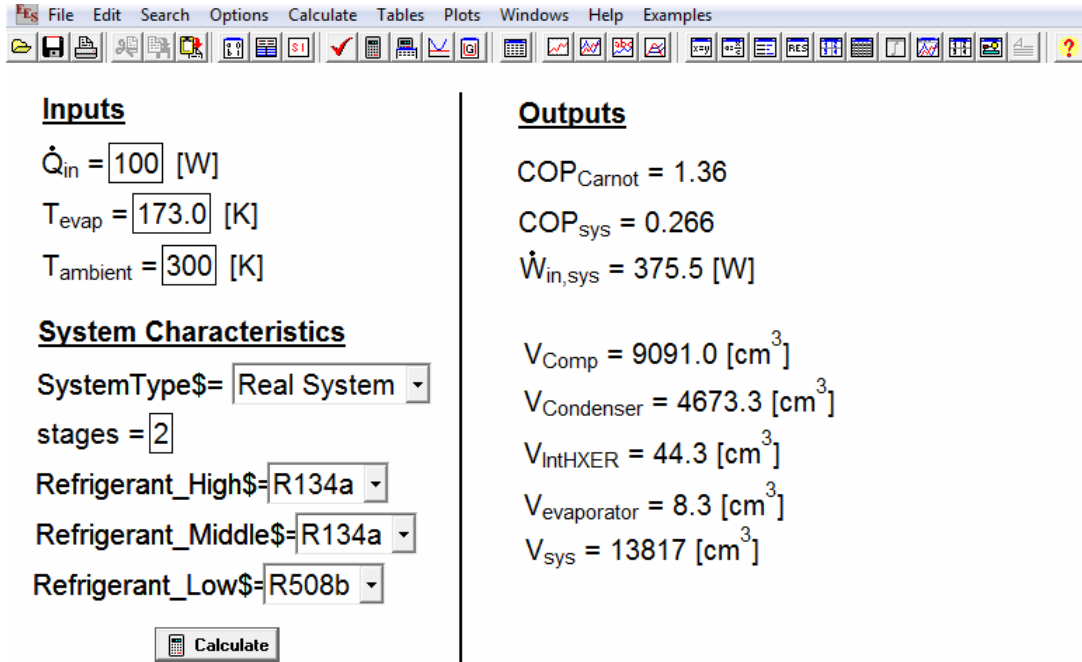 EES File Edit Search Options Calculate Tables Plots Windows Help Examples
Inputs
Q̇in = 100 [W]
Tevap = 173.0 [K]
Tambient = 300 [K]
System Characteristics
SystemType$= Real System
stages = 2
Refrigerant_High$= R134a
Refrigerant_Middle$= R134a
Refrigerant_Low$= R508b
Calculate
Outputs
COPCarnot = 1.36
COPsys = 0.266
Ẇin,sys = 375.5 [W]
VComp = 9091.0 [cm³]
VCondenser = 4673.3 [cm³]
VIntHXER = 44.3 [cm³]
Vevaporator = 8.3 [cm³]
Vsys = 13817 [cm³]